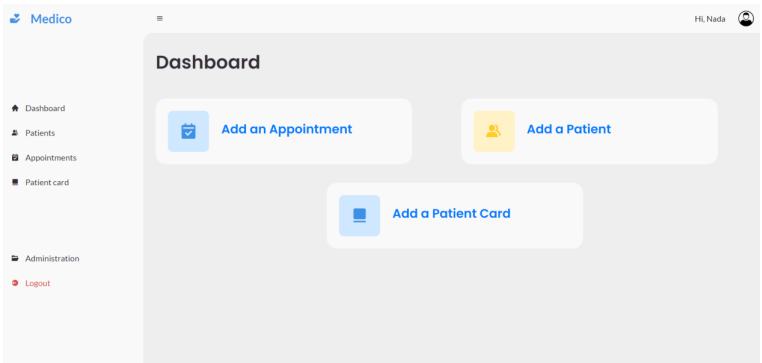 Medico
Hi, Nada
Dashboard
Dashboard
Patients
Appointments
Patient card
Administration
Logout
Add an Appointment
Add a Patient
Add a Patient Card